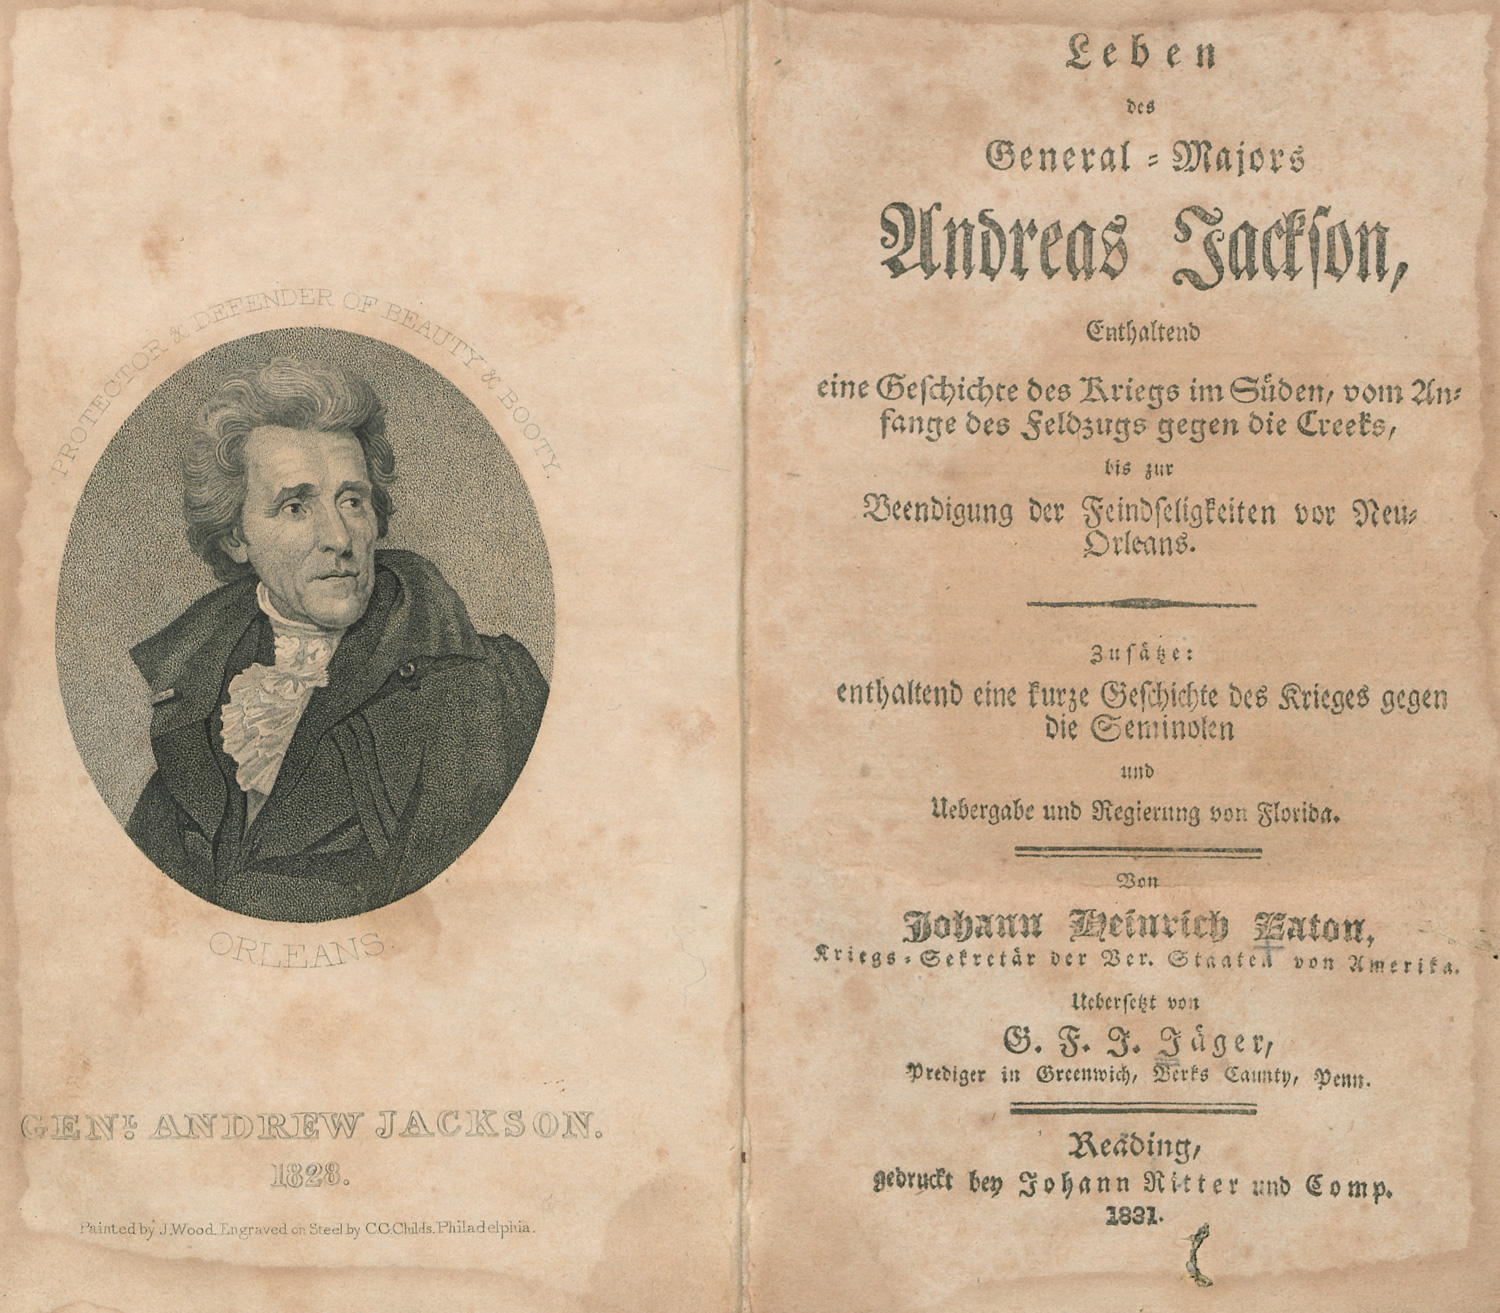 PROTECTOR & DEFENDER OF BEAUTY & BOOTY.
ORLEANS.
GENL. ANDREW JACKSON.
1828.
Painted by J. Wood. Engraved on Steel by C.G. Childs. Philadelphia.
Leben
des
General-Majors
Andreas Jackson,
Enthaltend
eine Geschichte des Kriegs im Süden, vom An-
fange des Feldzugs gegen die Creeks,
bis zur
Beendigung der Feindseligkeiten vor Neu-
Orleans.
Zusätze:
enthaltend eine kurze Geschichte des Krieges gegen
die Seminolen
und
Uebergabe und Regierung von Florida.
Von
Johann Heinrich Eaton,
Kriegs-Sekretär der Ver. Staaten von Amerika.
Uebersetzt von
G. F. J. Jäger,
Prediger in Greenwich, Berks Caunty, Penn.
Reäding,
gedruckt bey Johann Ritter und Comp.
1831.